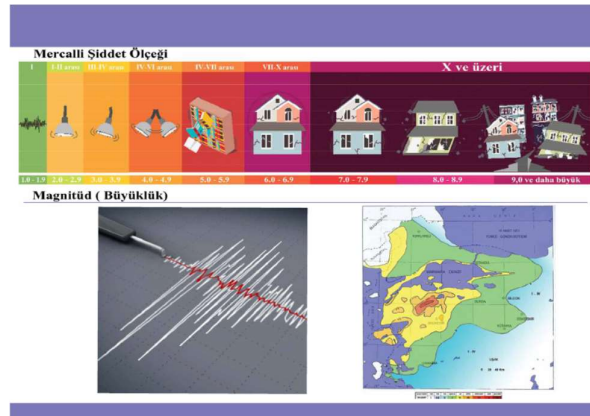 Mercalli Şiddet Ölçeği
I
I-II arası
III-IV arası
IV-VI arası
IV-VII arası
VII-X arası
X ve üzeri
1.0 - 1.9
2.0 - 2.9
3.0 - 3.9
4.0 - 4.9
5.0 - 5.9
6.0 - 6.9
7.0 - 7.9
8.0 - 8.9
9,0 ve daha büyük
Magnitüd ( Büyüklük)